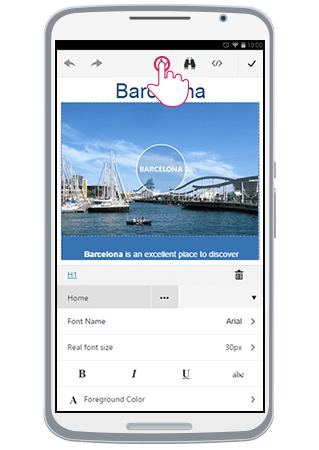 10:00
</>
Barcelona
BARCELONA
Barcelona is an excellent place to discover
H1
Home •••
Font Name Arial
Real font size 30px
B I U abc
A Foreground Color